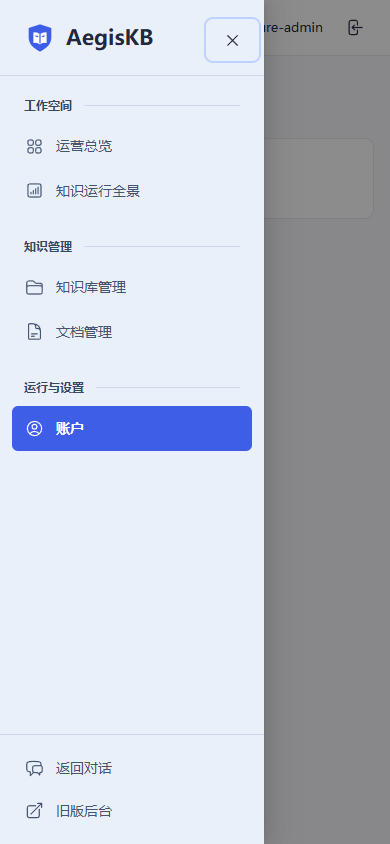 AegisKB
工作空间
运营总览
知识运行全景
知识管理
知识库管理
文档管理
运行与设置
账户
返回对话
旧版后台
ure-admin